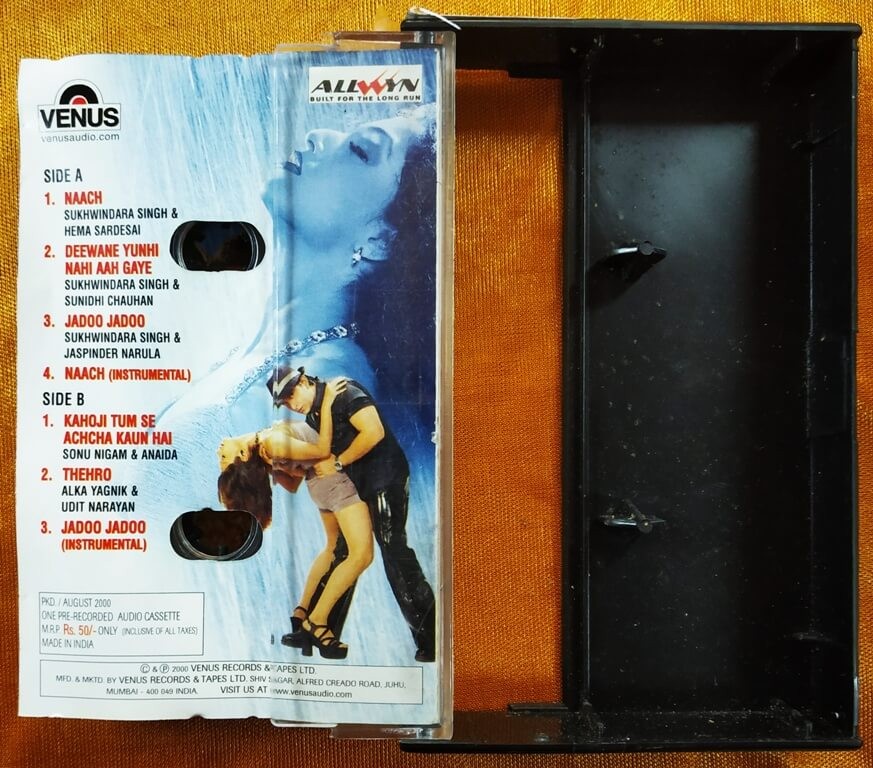 VENUS
venusaudio.com
ALLWYN
BUILT FOR THE LONG RUN
SIDE A
1. NAACH
SUKHWINDARA SINGH &
HEMA SARDESAI
2. DEEWANE YUNHI
NAHI AAH GAYE
SUKHWINDARA SINGH &
SUNIDHI CHAUHAN
3. JADOO JADOO
SUKHWINDARA SINGH &
JASPINDER NARULA
4. NAACH (INSTRUMENTAL)
SIDE B
1. KAHOJI TUM SE
ACHCHA KAUN HAI
SONU NIGAM & ANAIDA
2. THEHRO
ALKA YAGNIK &
UDIT NARAYAN
3. JADOO JADOO
(INSTRUMENTAL)
PKD. / AUGUST 2000
ONE PRE-RECORDED AUDIO CASSETTE
M.R.P. Rs. 50/- ONLY (INCLUSIVE OF ALL TAXES)
MADE IN INDIA
© & ℗ 2000 VENUS RECORDS & TAPES LTD.
MFD. & MKTD. BY VENUS RECORDS & TAPES LTD. SHIV SAGAR, ALFRED CREADO ROAD, JUHU,
MUMBAI - 400 049 INDIA. VISIT US AT www.venusaudio.com